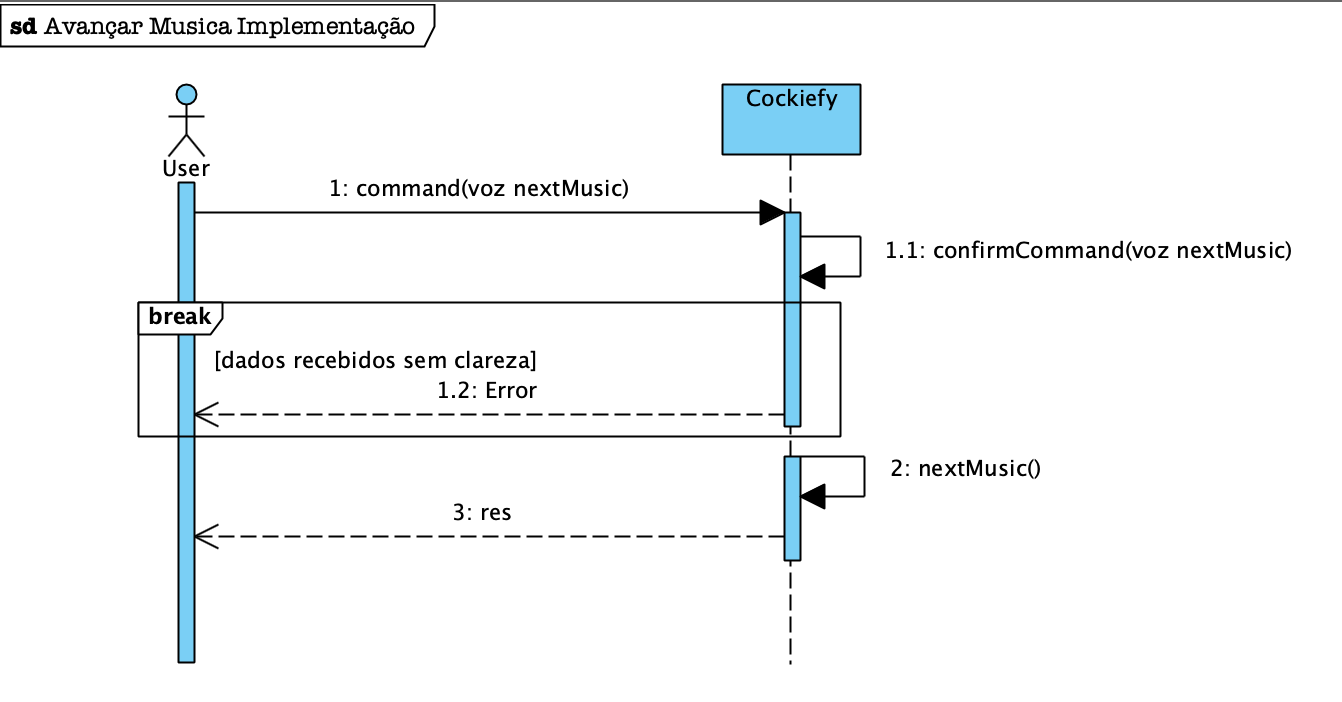 sd Avançar Musica Implementação
Cockiefy
User
1: command(voz nextMusic)
1.1: confirmCommand(voz nextMusic)
break
[dados recebidos sem clareza]
1.2: Error
2: nextMusic()
3: res